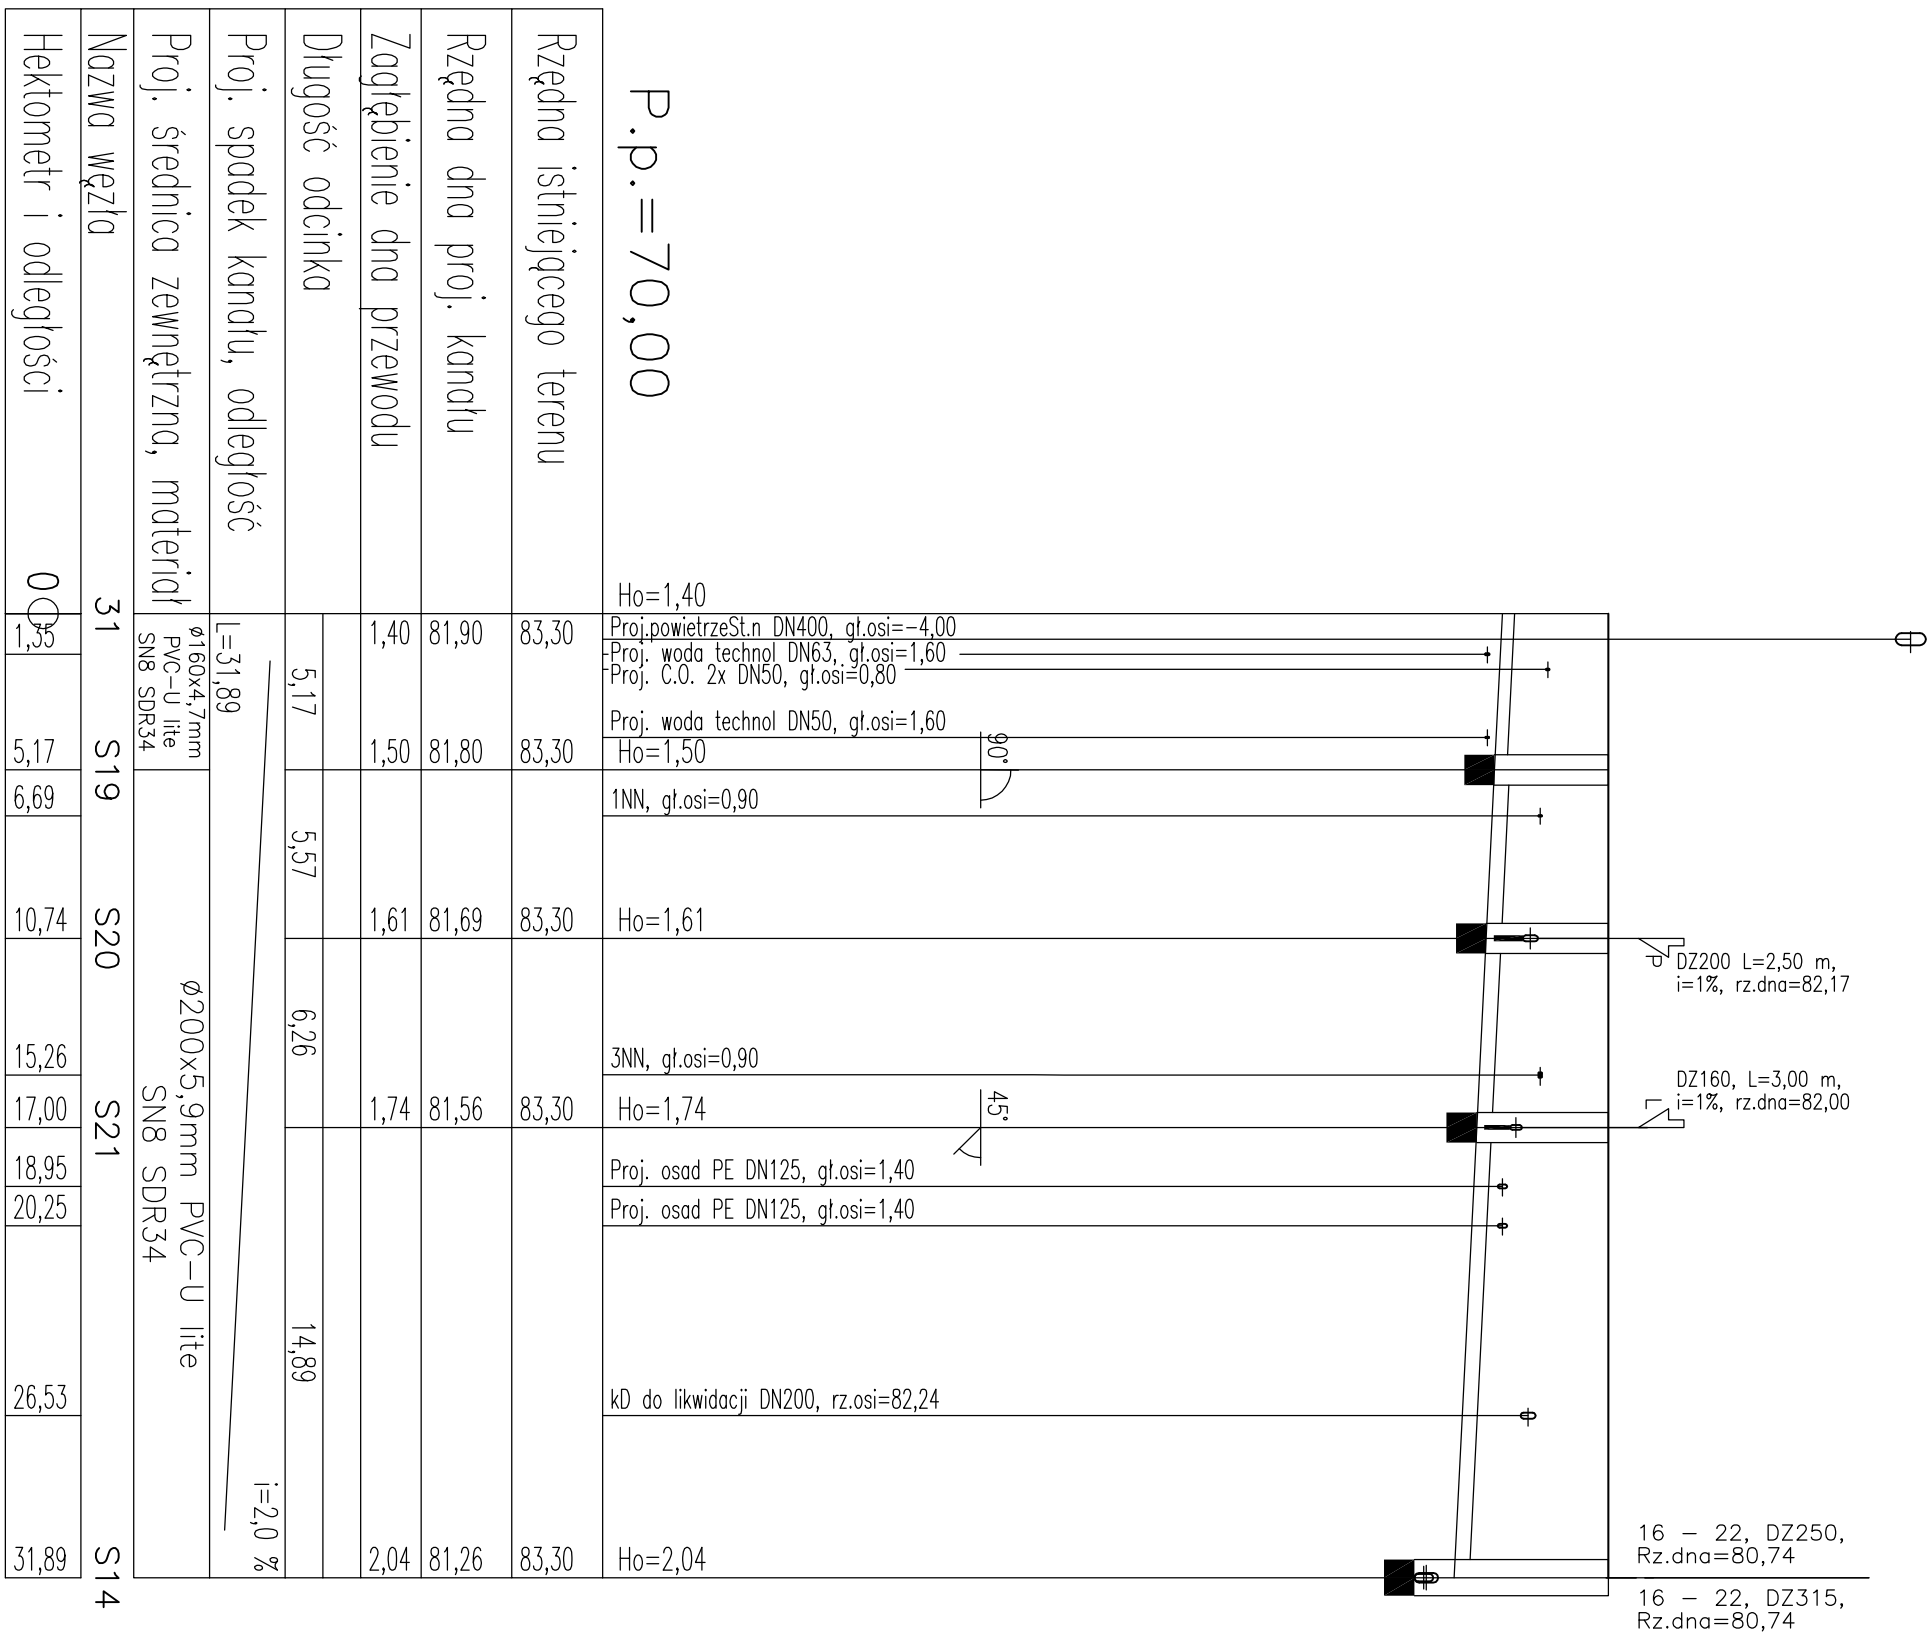 P.p.=70,00
Rzędna istniejącego terenu
83,30
83,30
83,30
83,30
83,30
Rzędna dna proj. kanału
81,90
81,80
81,69
81,56
81,26
Zagłębienie dna przewodu
1,40
1,50
1,61
1,74
2,04
Długość odcinka
5,17
5,57
6,26
14,89
Proj. spadek kanału, odległość
L=31,89
i=2,0 %
Proj. średnica zewnętrzna, materiał
ø160x4,7mm
PVC-U lite
SN8 SDR34
ø200x5,9mm PVC-U lite
SN8 SDR34
Nazwa węzła
31
S19
S20
S21
S14
Hektometr i odległości
0
1,35
5,17
6,69
10,74
15,26
17,00
18,95
20,25
26,53
31,89
Ho=1,40
Proj.powietrzeSt.n DN400, gł.osi=-4,00
Proj. woda technol DN63, gł.osi=1,60
Proj. C.O. 2x DN50, gł.osi=0,80
Proj. woda technol DN50, gł.osi=1,60
Ho=1,50
1NN, gł.osi=0,90
Ho=1,61
3NN, gł.osi=0,90
Ho=1,74
Proj. osad PE DN125, gł.osi=1,40
Proj. osad PE DN125, gł.osi=1,40
kD do likwidacji DN200, rz.osi=82,24
Ho=2,04
90°
45°
P
DZ200 L=2,50 m,
i=1%, rz.dna=82,17
L
DZ160, L=3,00 m,
i=1%, rz.dna=82,00
16 - 22, DZ250,
Rz.dna=80,74
16 - 22, DZ315,
Rz.dna=80,74